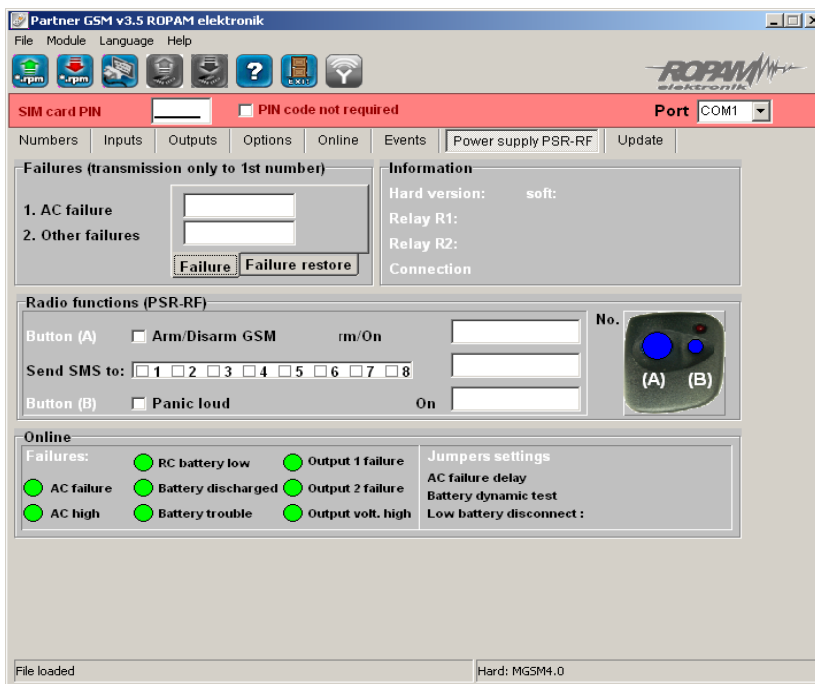 Partner GSM v3.5 ROPAM elektronik
File Module Language Help
*.rpm *.rpm ? EXIT
ROPAM
elektronik
SIM card PIN PIN code not required Port COM1
Numbers Inputs Outputs Options Online Events Power supply PSR-RF Update
Failures (transmission only to 1st number)
1. AC failure
2. Other failures
Failure Failure restore
Information
Hard version: soft:
Relay R1:
Relay R2:
Connection
Radio functions (PSR-RF)
Button (A) Arm/Disarm GSM rm/On
Send SMS to: 1 2 3 4 5 6 7 8
Button (B) Panic loud On
No.
(A) (B)
Online
Failures:
RC battery low Output 1 failure
AC failure Battery discharged Output 2 failure
AC high Battery trouble Output volt. high
Jumpers settings
AC failure delay
Battery dynamic test
Low battery disconnect :
File loaded Hard: MGSM4.0